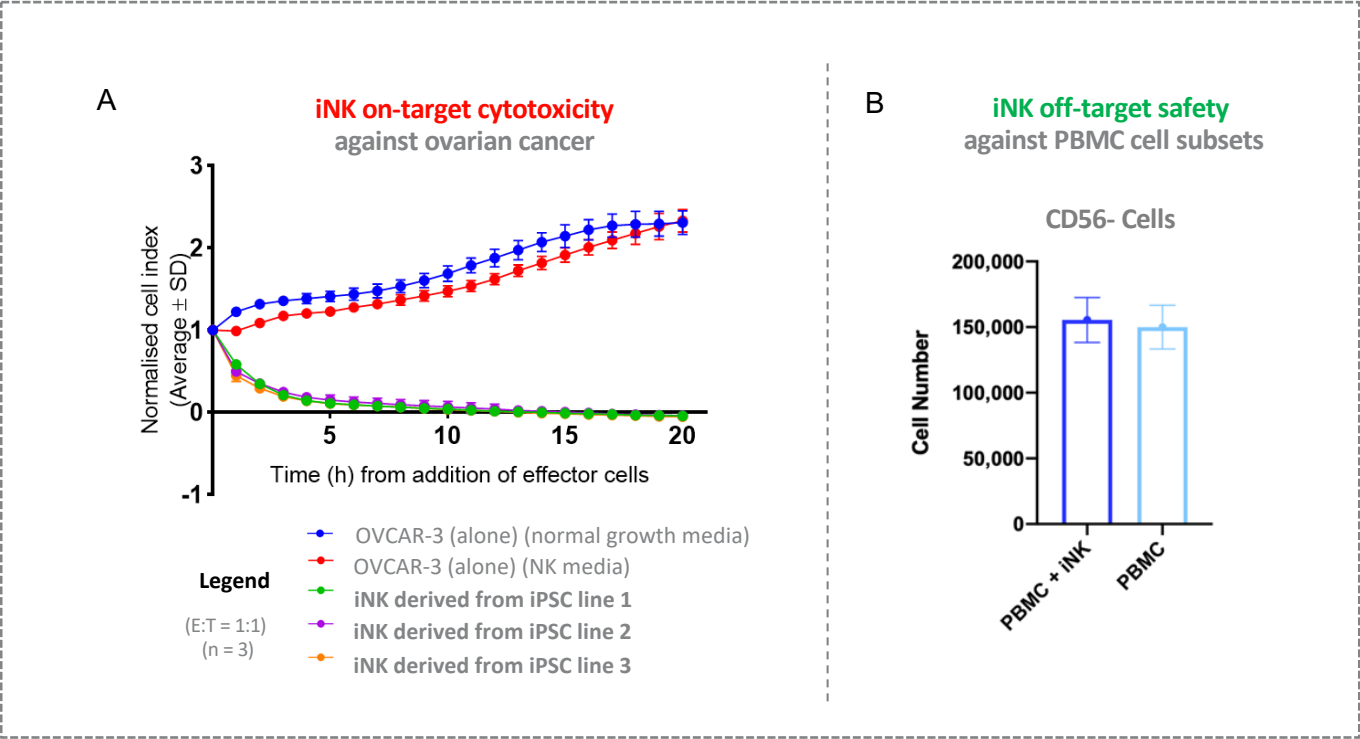 A
iNK on-target cytotoxicity
against ovarian cancer
Normalised cell index
(Average ± SD)
3
2
1
0
-1
5
10
15
20
Time (h) from addition of effector cells
Legend
(E:T = 1:1)
(n = 3)
OVCAR-3 (alone) (normal growth media)
OVCAR-3 (alone) (NK media)
iNK derived from iPSC line 1
iNK derived from iPSC line 2
iNK derived from iPSC line 3
B
iNK off-target safety
against PBMC cell subsets
CD56- Cells
Cell Number
200,000
150,000
100,000
50,000
0
PBMC + iNK
PBMC